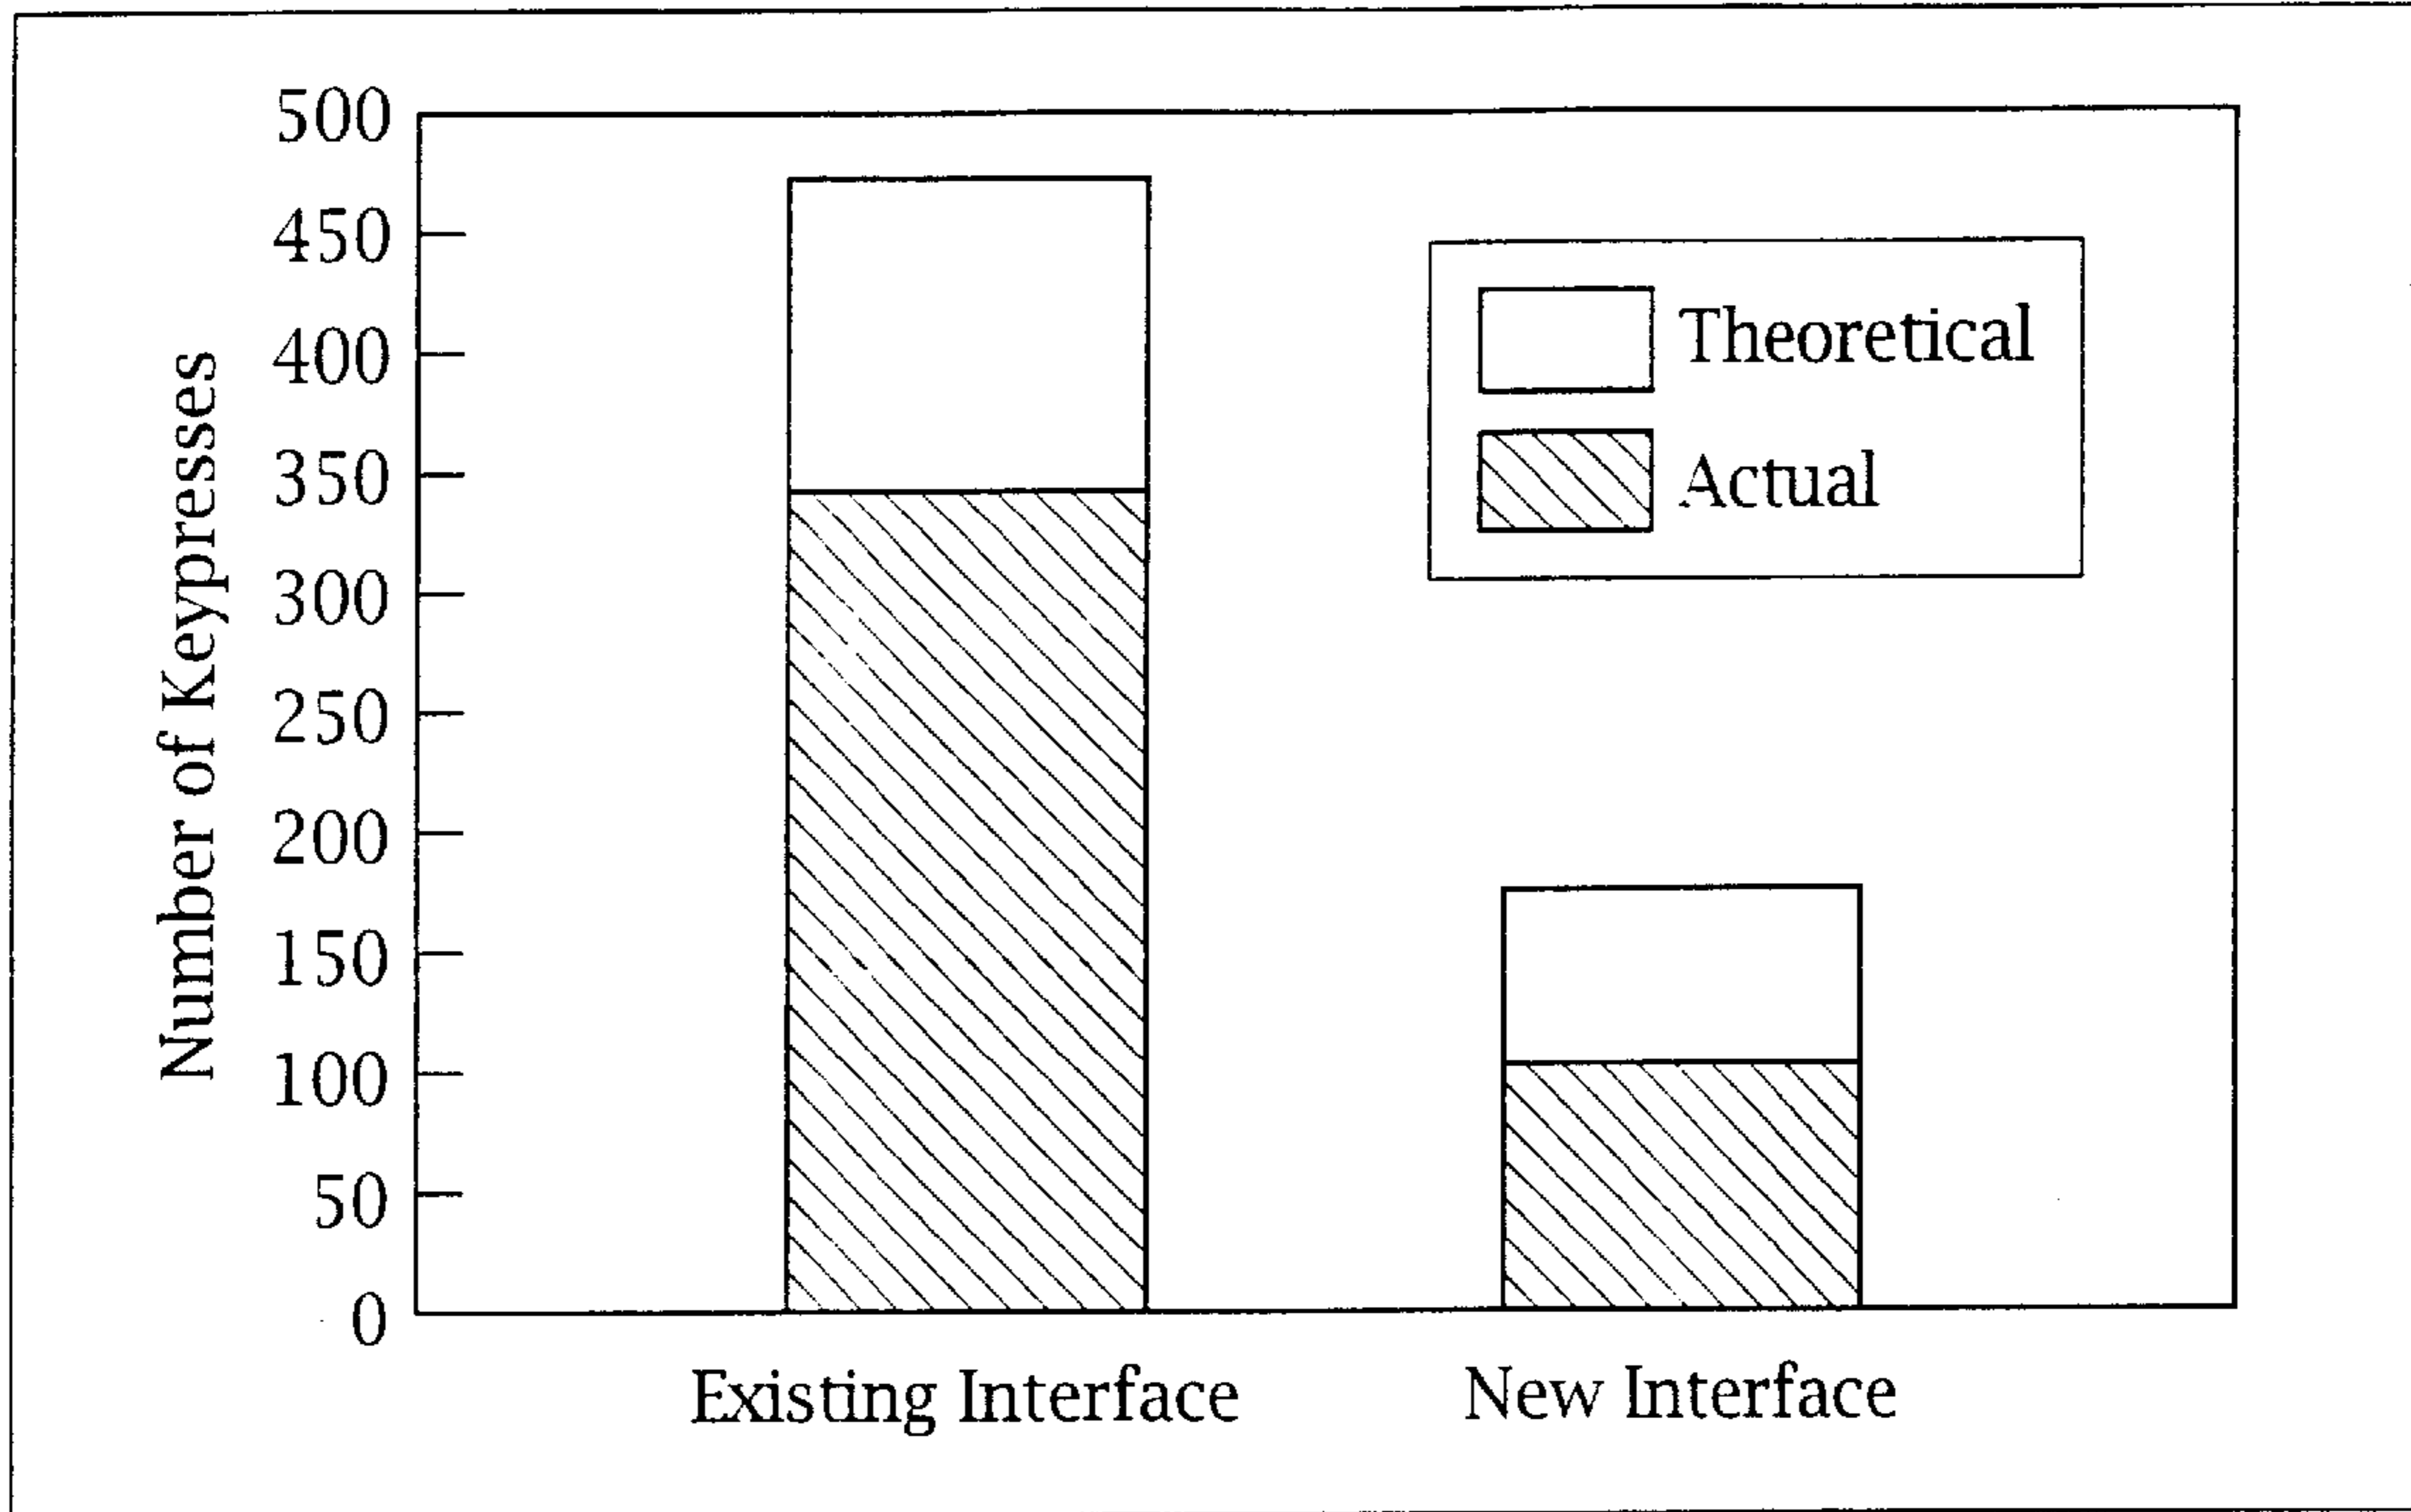 500
450
400
350
300
250
200
150
100
50
0
Number of Keypresses
Theoretical
Actual
Existing Interface
New Interface